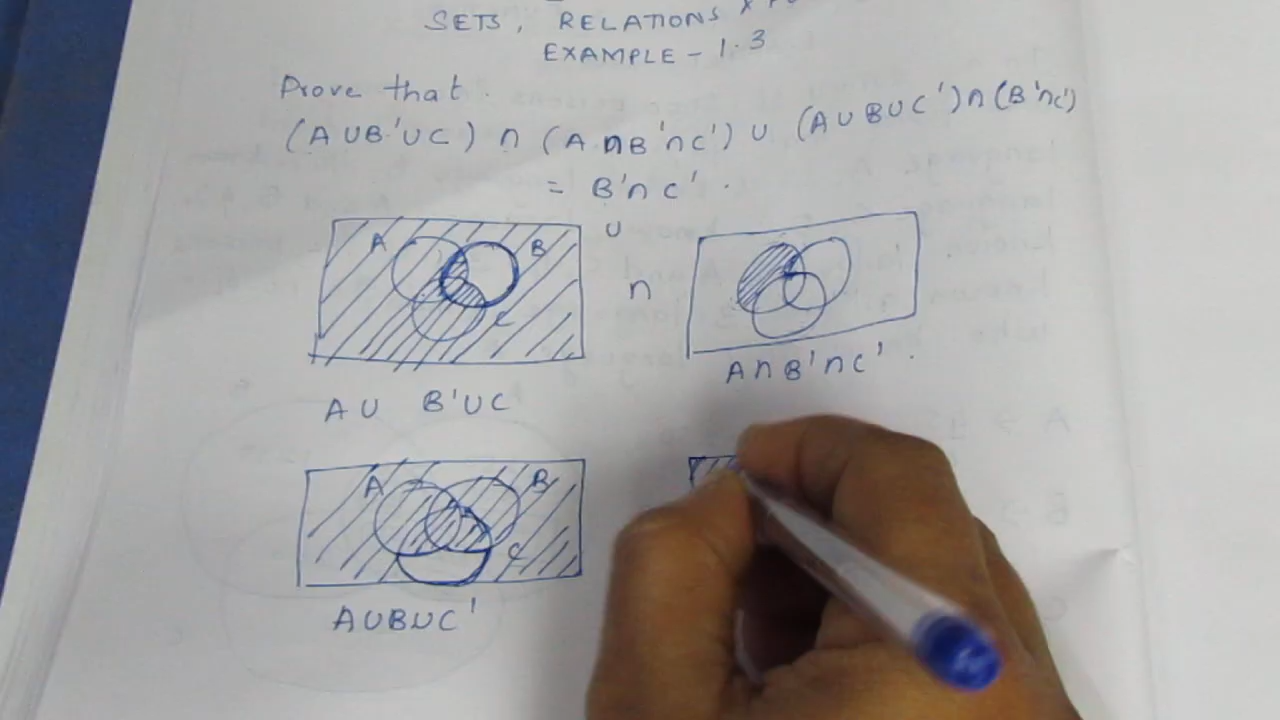 SETS, RELATIONS
EXAMPLE - 1.3
Prove that.
(A∪B'∪C) ∩ (A∩B'∩C') ∪ (A∪B∪C')∩(B'∩C')
= B'∩C'.
A B C
∪
∩
A∪ B'∪C
A∩B'∩C'.
A B C
A∪B∪C'